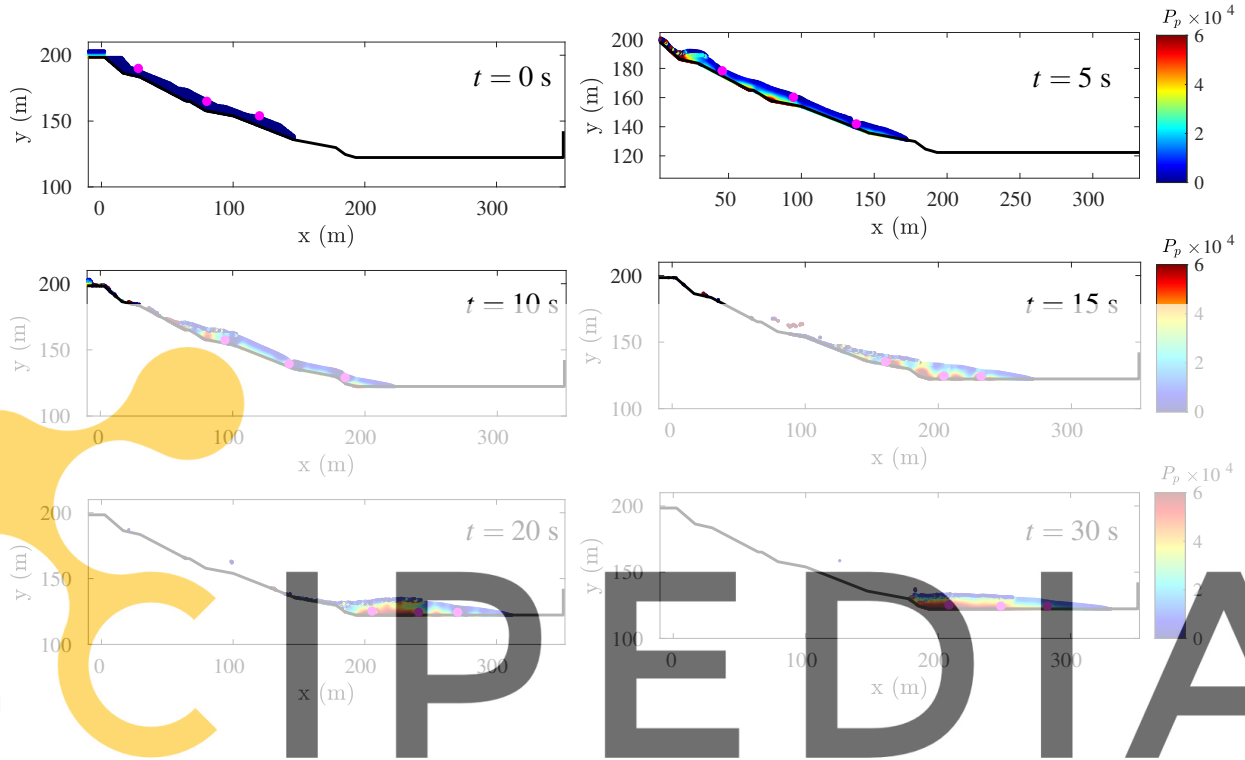 P_p × 10^4
200
150
100
y (m)
t = 0 s
0 100 200 300
x (m)
200
180
160
140
120
y (m)
t = 5 s
50 100 150 200 250 300
x (m)
6
4
2
0
P_p × 10^4
200
150
100
y (m)
t = 10 s
0 100 200 300
x (m)
200
150
100
y (m)
t = 15 s
0 100 200 300
x (m)
6
4
2
0
P_p × 10^4
200
150
100
y (m)
t = 20 s
0 100 200 300
x (m)
200
150
100
y (m)
t = 30 s
0 100 200 300
x (m)
6
4
2
0
CIPEDIA